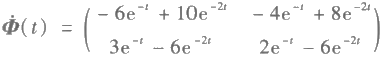 Φ̇(t) = ( −6e^{-t} + 10e^{-2t}   −4e^{-t} + 8e^{-2t}
3e^{-t} − 6e^{-2t}   2e^{-t} − 6e^{-2t} )